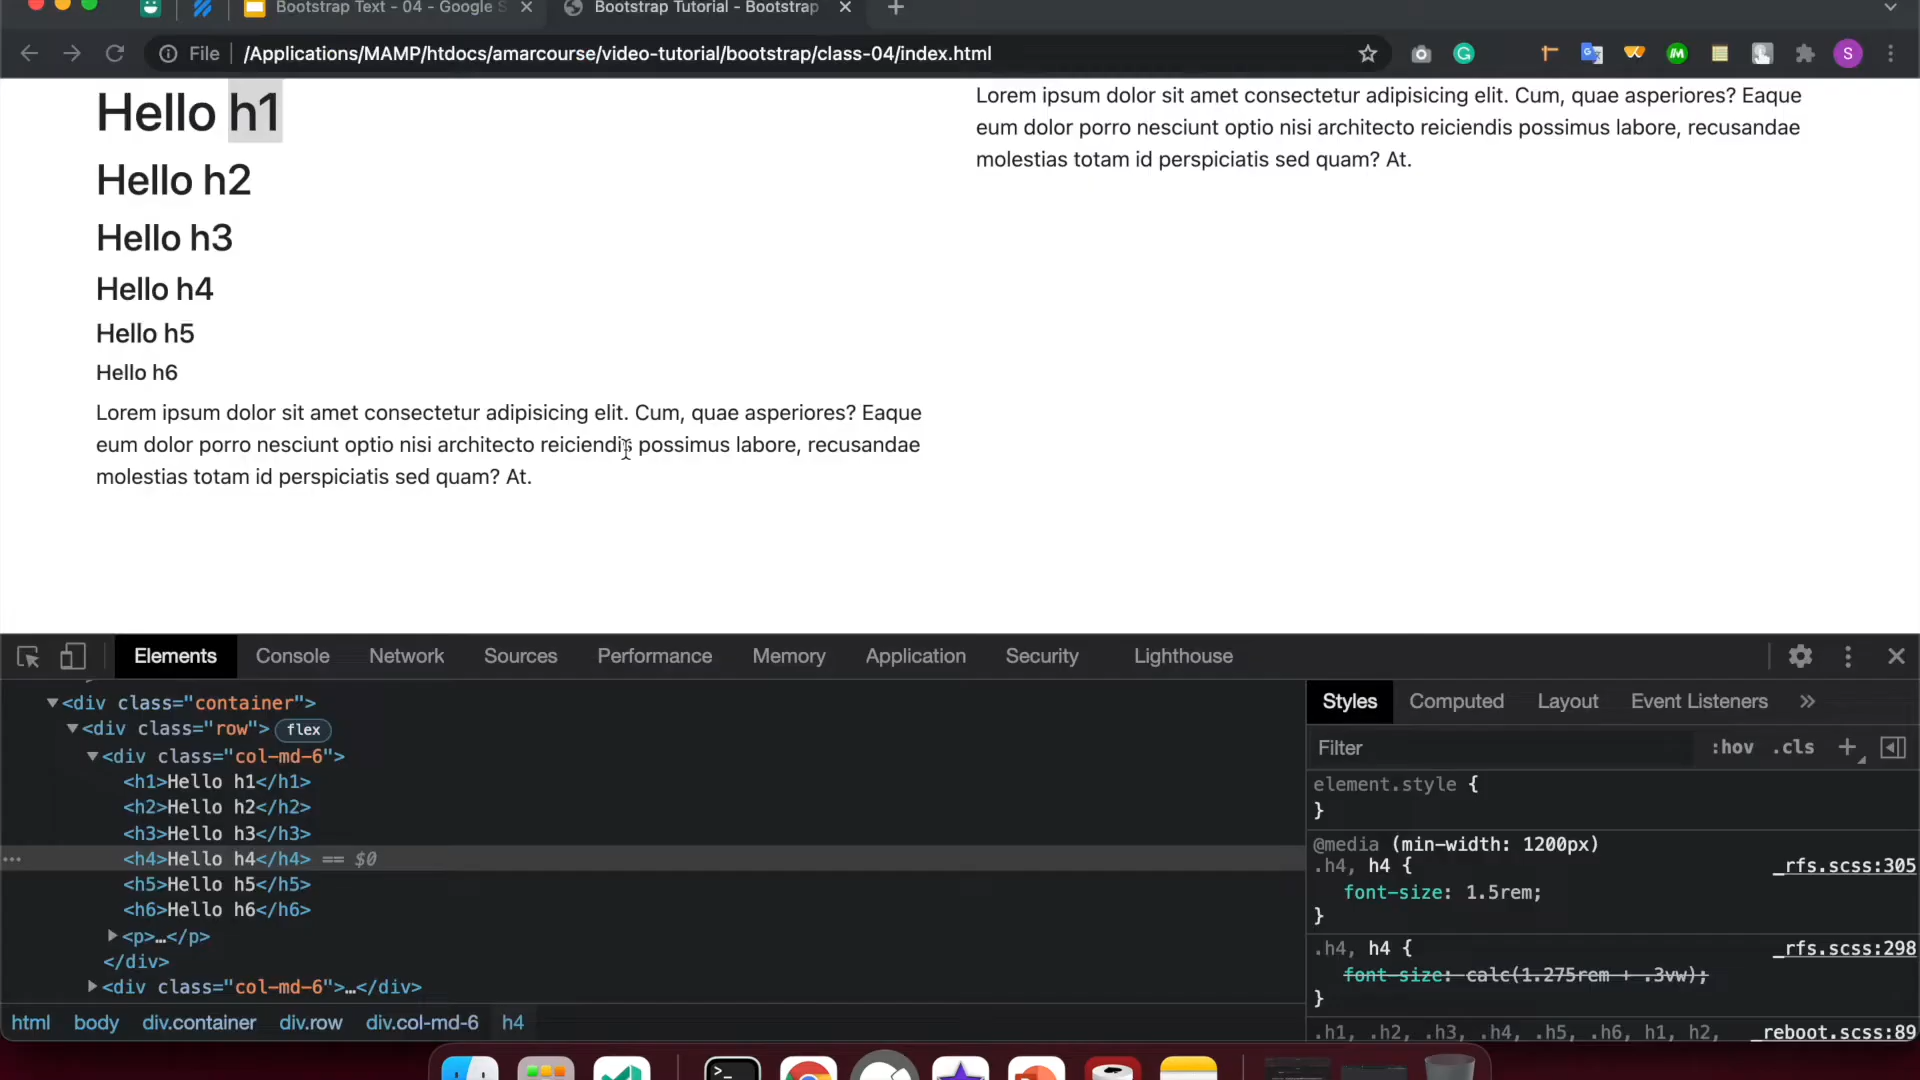 Bootstrap Text - 04 - Google S
Bootstrap Tutorial - Bootstrap
File
/Applications/MAMP/htdocs/amarcourse/video-tutorial/bootstrap/class-04/index.html
S
Hello h1
Hello h2
Hello h3
Hello h4
Hello h5
Hello h6
Lorem ipsum dolor sit amet consectetur adipisicing elit. Cum, quae asperiores? Eaque
eum dolor porro nesciunt optio nisi architecto reiciendis possimus labore, recusandae
molestias totam id perspiciatis sed quam? At.
Lorem ipsum dolor sit amet consectetur adipisicing elit. Cum, quae asperiores? Eaque
eum dolor porro nesciunt optio nisi architecto reiciendis possimus labore, recusandae
molestias totam id perspiciatis sed quam? At.
Elements Console Network Sources Performance Memory Application Security Lighthouse
<div class="container">
<div class="row"> flex
<div class="col-md-6">
<h1>Hello h1</h1>
<h2>Hello h2</h2>
<h3>Hello h3</h3>
<h4>Hello h4</h4> == $0
<h5>Hello h5</h5>
<h6>Hello h6</h6>
<p>…</p>
</div>
<div class="col-md-6">…</div>
html body div.container div.row div.col-md-6 h4
Styles Computed Layout Event Listeners »
Filter :hov .cls +
element.style {
}
@media (min-width: 1200px)
.h4, h4 { _rfs.scss:305
font-size: 1.5rem;
}
.h4, h4 { _rfs.scss:298
font-size: calc(1.275rem + .3vw);
}
.h1, .h2, .h3, .h4, .h5, .h6, h1, h2, _reboot.scss:89